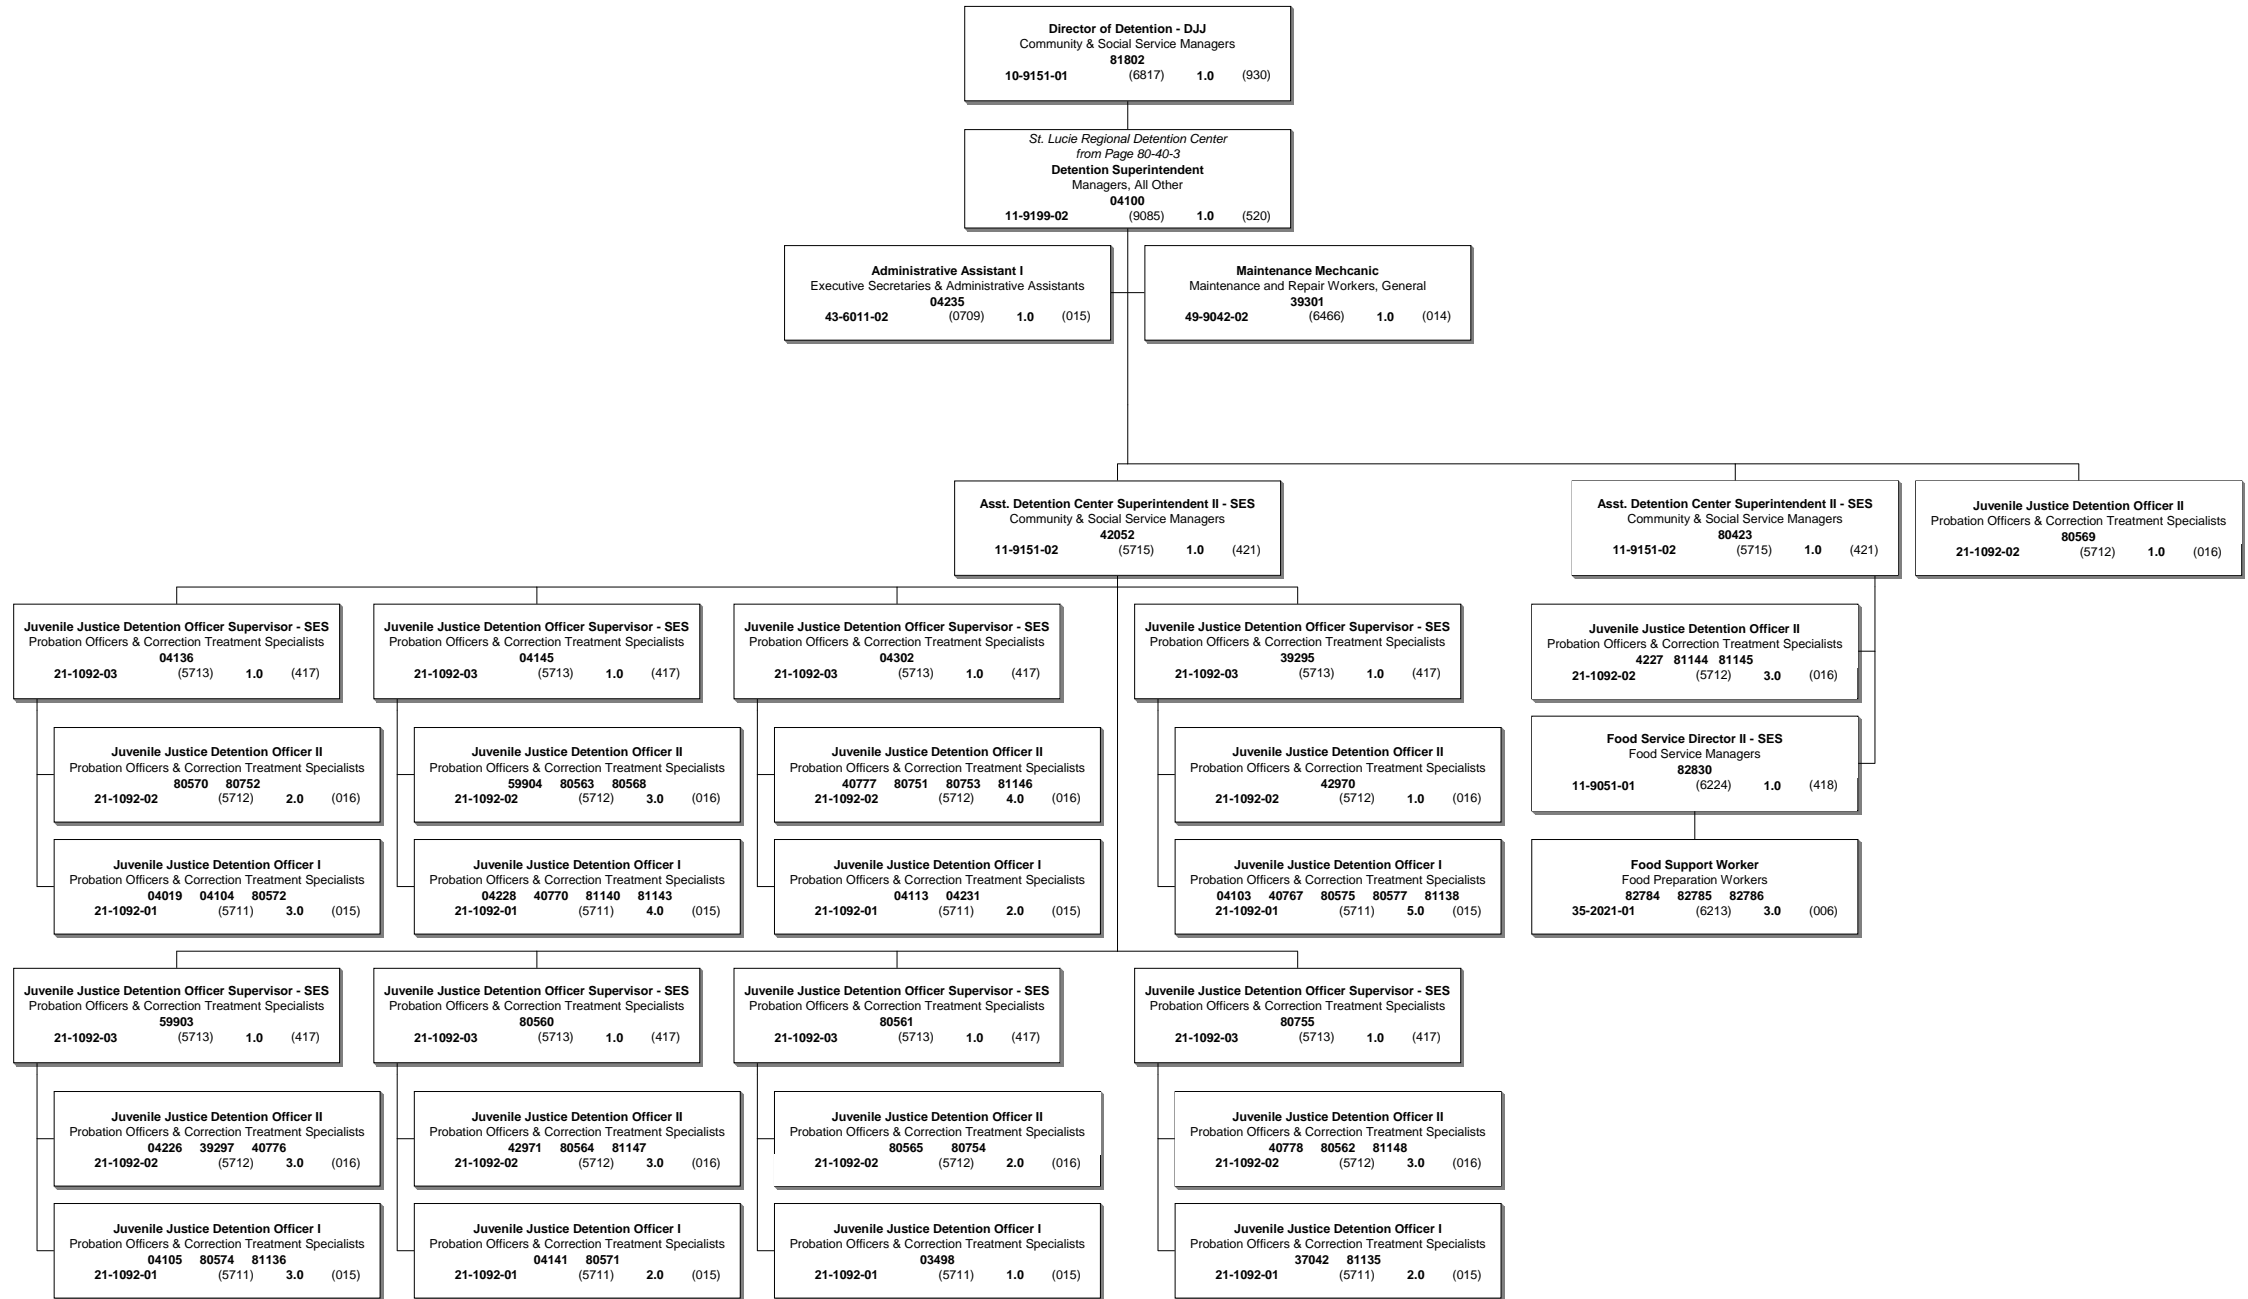 Director of Detention - DJJ
Community & Social Service Managers
81802
10-9151-01 (6817) 1.0 (930)
St. Lucie Regional Detention Center
from Page 80-40-3
Detention Superintendent
Managers, All Other
04100
11-9199-02 (9085) 1.0 (520)
Administrative Assistant I
Executive Secretaries & Administrative Assistants
04235
43-6011-02 (0709) 1.0 (015)
Maintenance Mechcanic
Maintenance and Repair Workers, General
39301
49-9042-02 (6466) 1.0 (014)
Asst. Detention Center Superintendent II - SES
Community & Social Service Managers
42052
11-9151-02 (5715) 1.0 (421)
Asst. Detention Center Superintendent II - SES
Community & Social Service Managers
80423
11-9151-02 (5715) 1.0 (421)
Juvenile Justice Detention Officer II
Probation Officers & Correction Treatment Specialists
80569
21-1092-02 (5712) 1.0 (016)
Juvenile Justice Detention Officer Supervisor - SES
Probation Officers & Correction Treatment Specialists
04136
21-1092-03 (5713) 1.0 (417)
Juvenile Justice Detention Officer Supervisor - SES
Probation Officers & Correction Treatment Specialists
04145
21-1092-03 (5713) 1.0 (417)
Juvenile Justice Detention Officer Supervisor - SES
Probation Officers & Correction Treatment Specialists
04302
21-1092-03 (5713) 1.0 (417)
Juvenile Justice Detention Officer Supervisor - SES
Probation Officers & Correction Treatment Specialists
39295
21-1092-03 (5713) 1.0 (417)
Juvenile Justice Detention Officer II
Probation Officers & Correction Treatment Specialists
4227 81144 81145
21-1092-02 (5712) 3.0 (016)
Juvenile Justice Detention Officer II
Probation Officers & Correction Treatment Specialists
80570 80752
21-1092-02 (5712) 2.0 (016)
Juvenile Justice Detention Officer II
Probation Officers & Correction Treatment Specialists
59904 80563 80568
21-1092-02 (5712) 3.0 (016)
Juvenile Justice Detention Officer II
Probation Officers & Correction Treatment Specialists
40777 80751 80753 81146
21-1092-02 (5712) 4.0 (016)
Juvenile Justice Detention Officer II
Probation Officers & Correction Treatment Specialists
42970
21-1092-02 (5712) 1.0 (016)
Food Service Director II - SES
Food Service Managers
82830
11-9051-01 (6224) 1.0 (418)
Juvenile Justice Detention Officer I
Probation Officers & Correction Treatment Specialists
04019 04104 80572
21-1092-01 (5711) 3.0 (015)
Juvenile Justice Detention Officer I
Probation Officers & Correction Treatment Specialists
04228 40770 81140 81143
21-1092-01 (5711) 4.0 (015)
Juvenile Justice Detention Officer I
Probation Officers & Correction Treatment Specialists
04113 04231
21-1092-01 (5711) 2.0 (015)
Juvenile Justice Detention Officer I
Probation Officers & Correction Treatment Specialists
04103 40767 80575 80577 81138
21-1092-01 (5711) 5.0 (015)
Food Support Worker
Food Preparation Workers
82784 82785 82786
35-2021-01 (6213) 3.0 (006)
Juvenile Justice Detention Officer Supervisor - SES
Probation Officers & Correction Treatment Specialists
59903
21-1092-03 (5713) 1.0 (417)
Juvenile Justice Detention Officer Supervisor - SES
Probation Officers & Correction Treatment Specialists
80560
21-1092-03 (5713) 1.0 (417)
Juvenile Justice Detention Officer Supervisor - SES
Probation Officers & Correction Treatment Specialists
80561
21-1092-03 (5713) 1.0 (417)
Juvenile Justice Detention Officer Supervisor - SES
Probation Officers & Correction Treatment Specialists
80755
21-1092-03 (5713) 1.0 (417)
Juvenile Justice Detention Officer II
Probation Officers & Correction Treatment Specialists
04226 39297 40776
21-1092-02 (5712) 3.0 (016)
Juvenile Justice Detention Officer II
Probation Officers & Correction Treatment Specialists
42971 80564 81147
21-1092-02 (5712) 3.0 (016)
Juvenile Justice Detention Officer II
Probation Officers & Correction Treatment Specialists
80565 80754
21-1092-02 (5712) 2.0 (016)
Juvenile Justice Detention Officer II
Probation Officers & Correction Treatment Specialists
40778 80562 81148
21-1092-02 (5712) 3.0 (016)
Juvenile Justice Detention Officer I
Probation Officers & Correction Treatment Specialists
04105 80574 81136
21-1092-01 (5711) 3.0 (015)
Juvenile Justice Detention Officer I
Probation Officers & Correction Treatment Specialists
04141 80571
21-1092-01 (5711) 2.0 (015)
Juvenile Justice Detention Officer I
Probation Officers & Correction Treatment Specialists
03498
21-1092-01 (5711) 1.0 (015)
Juvenile Justice Detention Officer I
Probation Officers & Correction Treatment Specialists
37042 81135
21-1092-01 (5711) 2.0 (015)